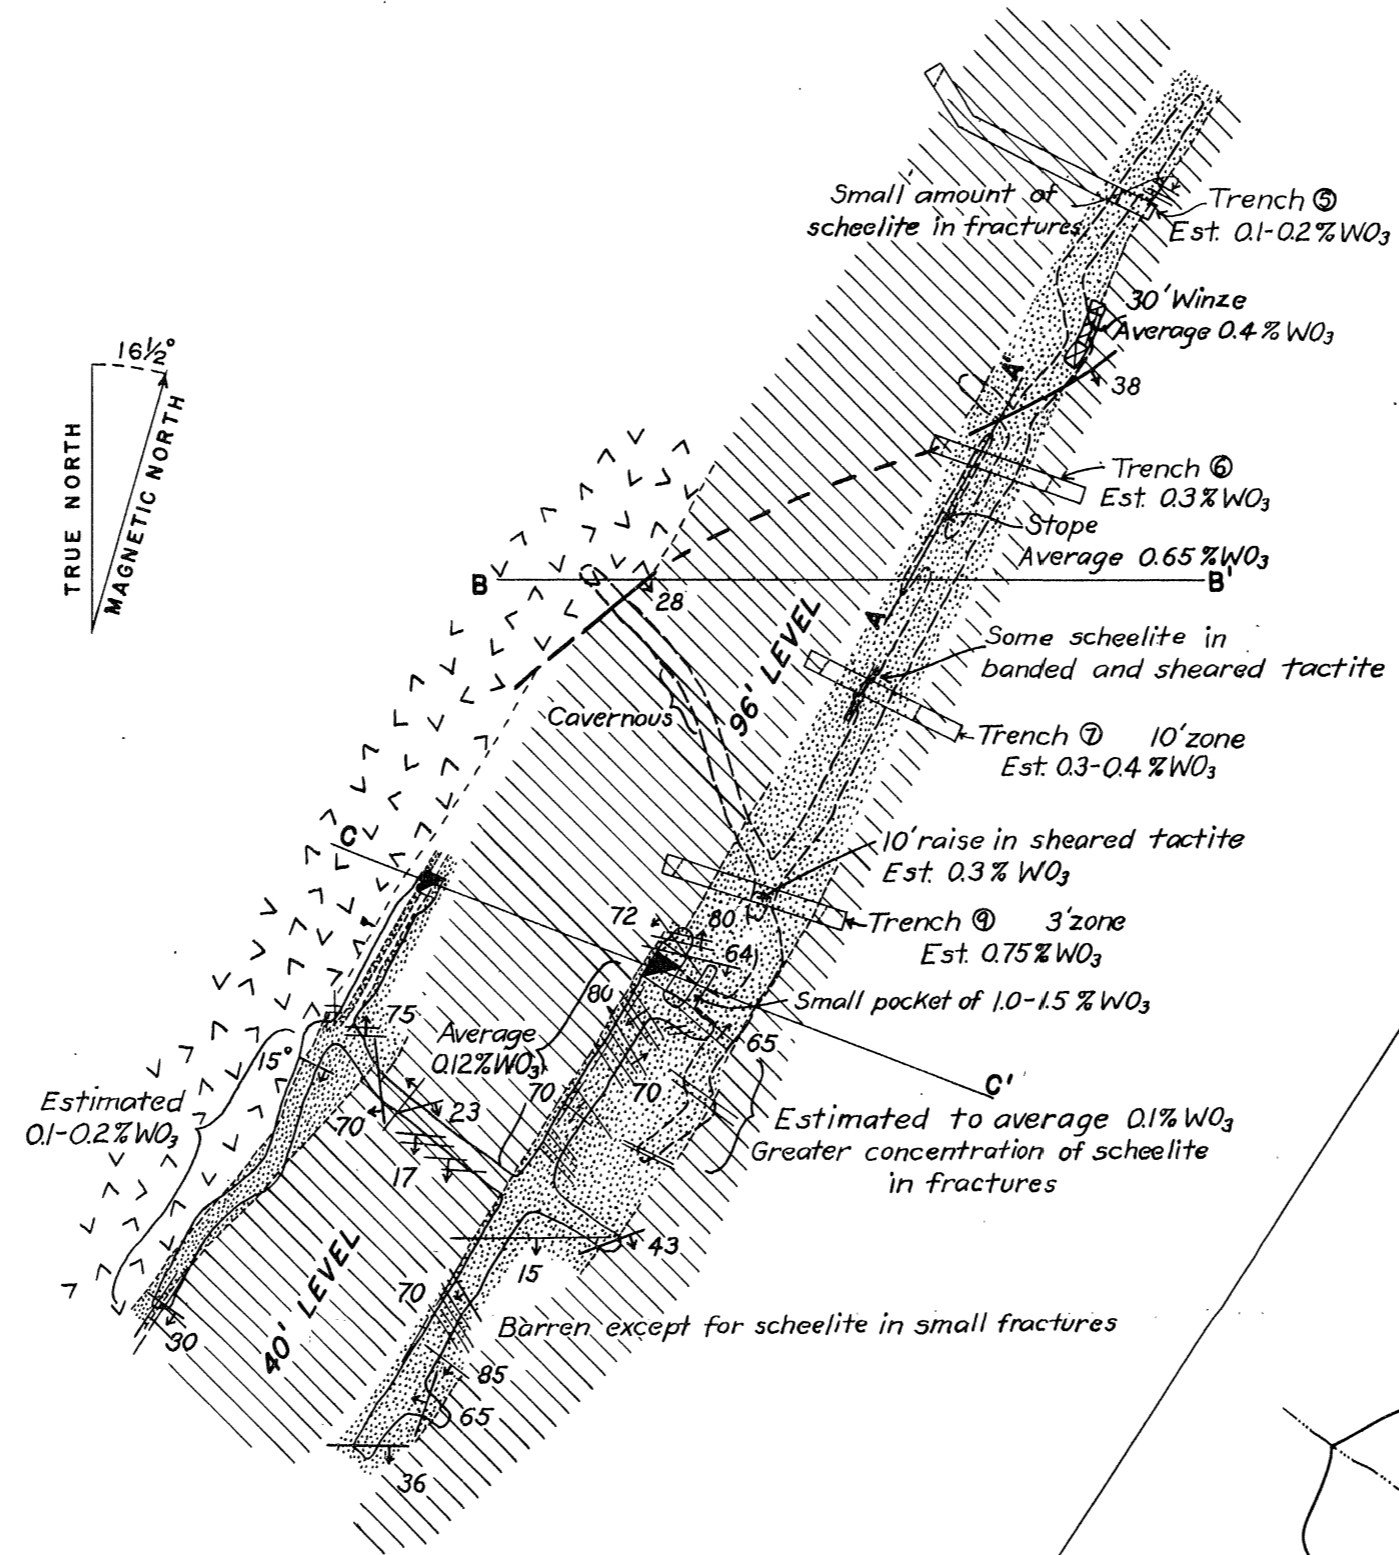 16½°
TRUE NORTH
MAGNETIC NORTH
Small amount of
scheelite in fractures
Trench ⑤
Est. 0.1-0.2% WO₃
30' Winze
Average 0.4% WO₃
38
A'
Trench ⑥
Est. 0.3% WO₃
Stope
Average 0.65% WO₃
B
B'
28
A
96' LEVEL
Some scheelite in
banded and sheared tactite
Cavernous
Trench ⑦ 10' zone
Est. 0.3-0.4% WO₃
C
10' raise in sheared tactite
Est. 0.3% WO₃
72
80
Trench ⑨ 3' zone
Est. 0.75% WO₃
64
80
Small pocket of 1.0-1.5% WO₃
75
Average
0.12% WO₃
65
15°
C'
70
70
Estimated
0.1-0.2% WO₃
23
70
Estimated to average 0.1% WO₃
Greater concentration of scheelite
in fractures
17
43
15
40' LEVEL
70
Barren except for scheelite in small fractures
30
85
65
36